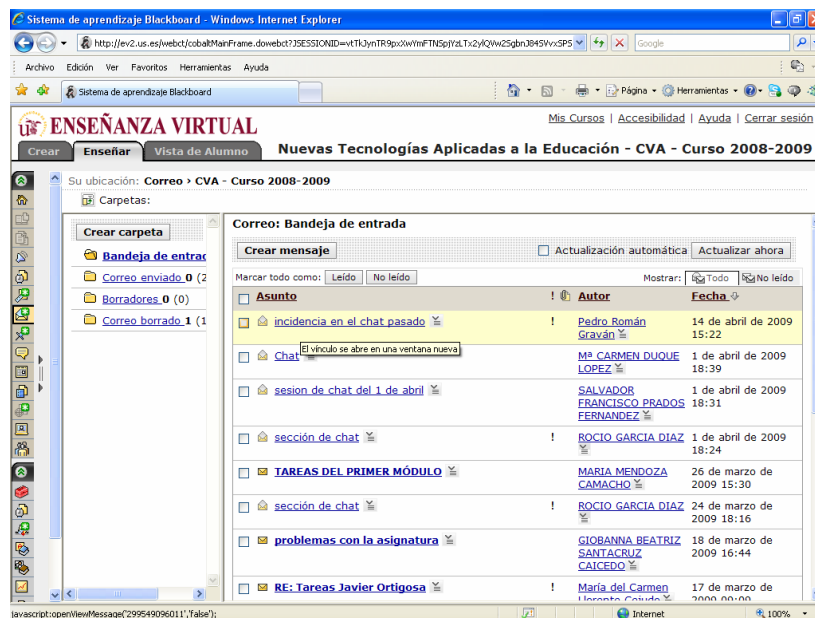 Sistema de aprendizaje Blackboard - Windows Internet Explorer
Google
Archivo Edición Ver Favoritos Herramientas Ayuda
Sistema de aprendizaje Blackboard
Página Herramientas
ENSEÑANZA VIRTUAL
Mis Cursos | Accesibilidad | Ayuda | Cerrar sesión
Crear Enseñar Vista de Alumno Nuevas Tecnologías Aplicadas a la Educación - CVA - Curso 2008-2009
Su ubicación: Correo › CVA - Curso 2008-2009
Carpetas:
Crear carpeta
Bandeja de entrac
Correo enviado 0 (2
Borradores 0 (0)
Correo borrado 1 (1
Correo: Bandeja de entrada
Crear mensaje Actualización automática Actualizar ahora
Marcar todo como: Leído No leído Mostrar: Todo No leído
Asunto ! Autor Fecha
incidencia en el chat pasado ! Pedro Román 14 de abril de 2009
Graván 15:22
El vínculo se abre en una ventana nueva
Chat Mª CARMEN DUQUE 1 de abril de 2009
LOPEZ 18:39
sesion de chat del 1 de abril SALVADOR 1 de abril de 2009
FRANCISCO PRADOS 18:31
FERNANDEZ
sección de chat ! ROCIO GARCIA DIAZ 1 de abril de 2009
18:24
TAREAS DEL PRIMER MÓDULO MARIA MENDOZA 26 de marzo de
CAMACHO 2009 15:30
sección de chat ! ROCIO GARCIA DIAZ 24 de marzo de
2009 18:16
problemas con la asignatura GIOBANNA BEATRIZ 18 de marzo de
SANTACRUZ 2009 16:44
CAICEDO
RE: Tareas Javier Ortigosa ! María del Carmen 17 de marzo de
Llorente Cejudo 2009
javascript:openViewMessage('299549096011','false');
Internet 100%